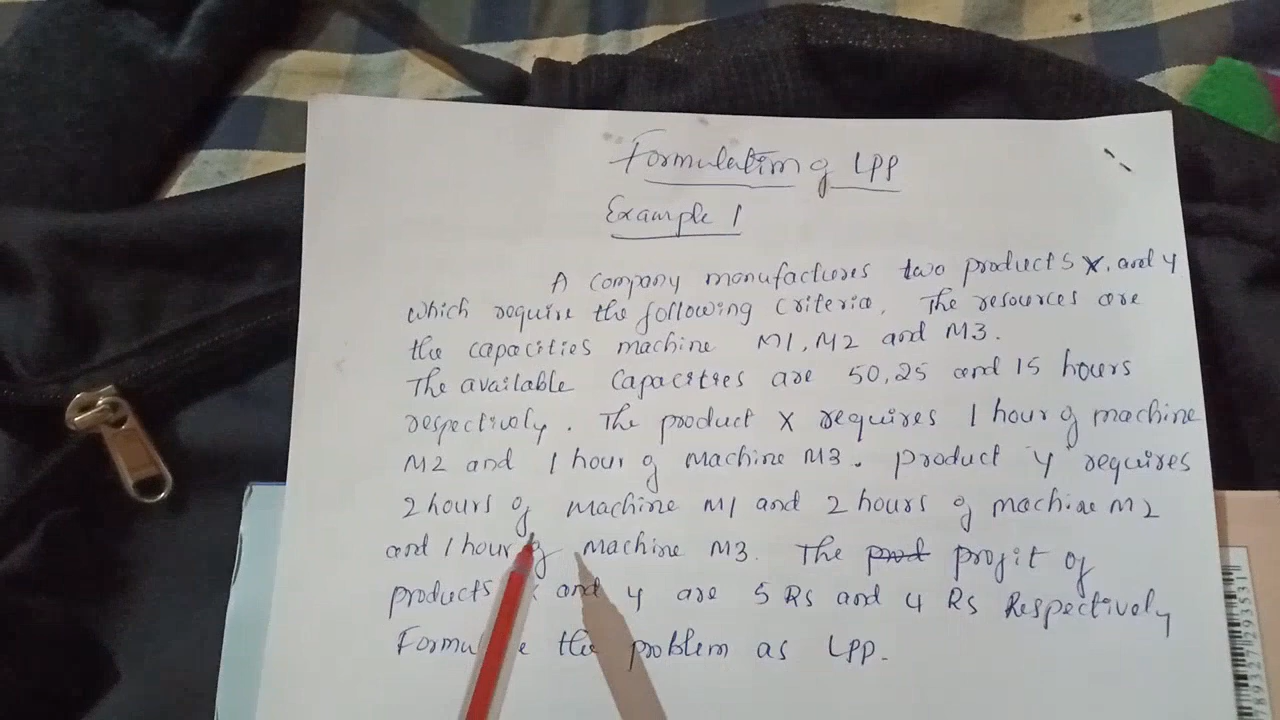 Formulation of LPP
Example 1
A company manufactures two products X, and Y
which require the following criteria. The resources are
the capacities machine M1, M2 and M3.
The available capacities are 50, 25 and 15 hours
respectively. The product X requires 1 hour of machine
M2 and 1 hour of machine M3. product Y requires
2 hours of machine M1 and 2 hours of machine M2
and 1 hour of machine M3. The prod profit of
products and Y are 5 Rs and 4 Rs Respectively
the problem as LPP.
789327293531